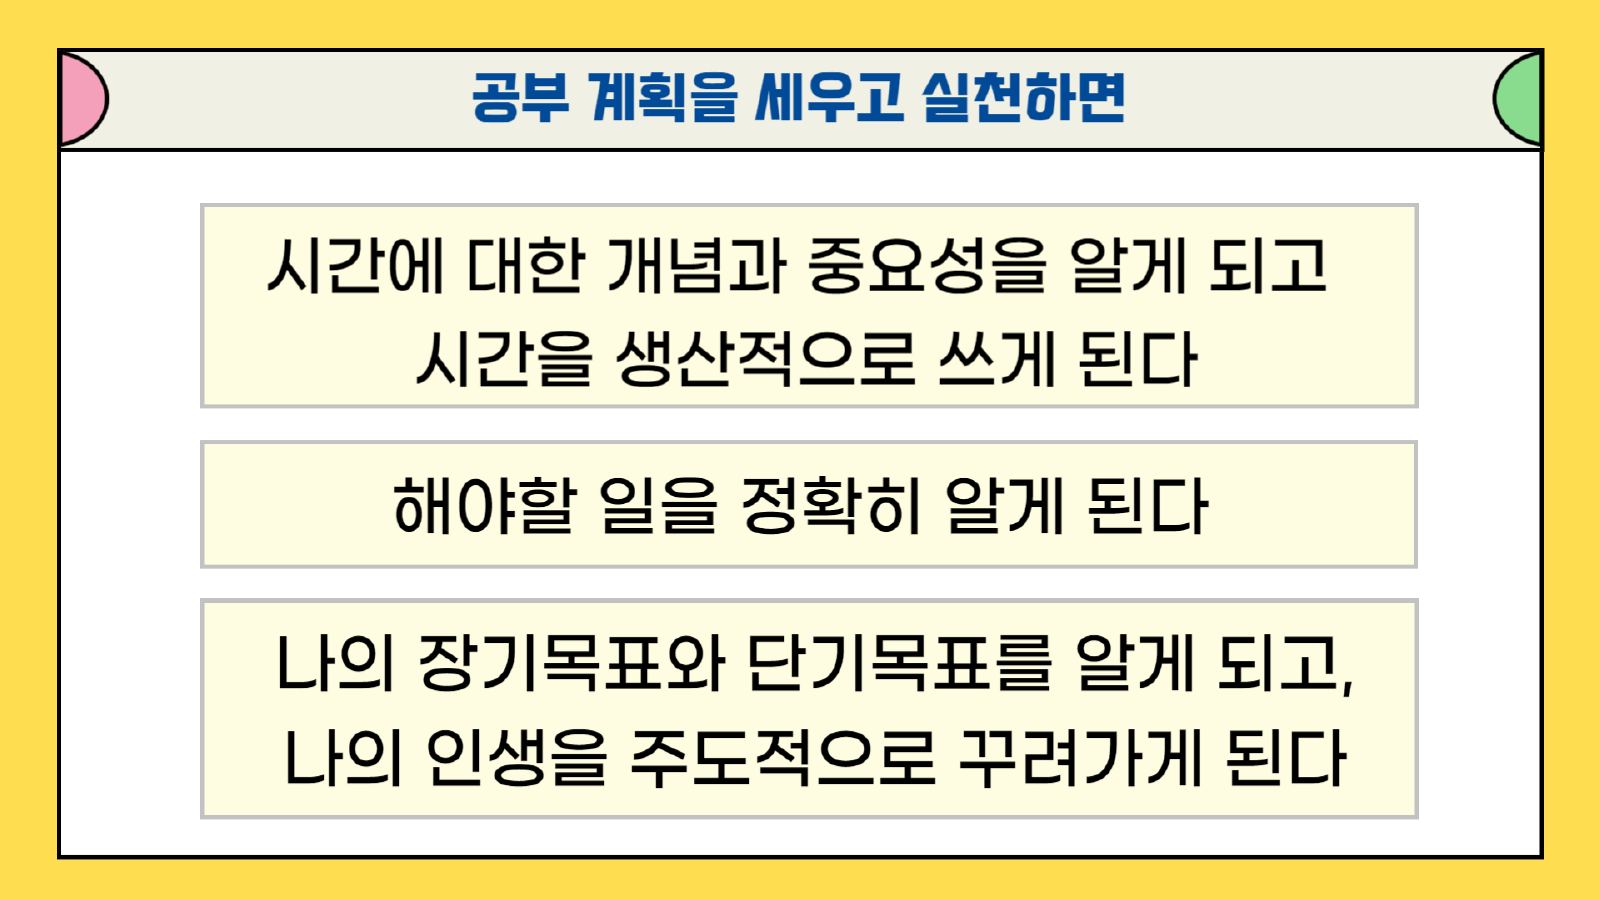 공부 계획을 세우고 실천하면
시간에 대한 개념과 중요성을 알게 되고
시간을 생산적으로 쓰게 된다
해야할 일을 정확히 알게 된다
나의 장기목표와 단기목표를 알게 되고,
나의 인생을 주도적으로 꾸려가게 된다